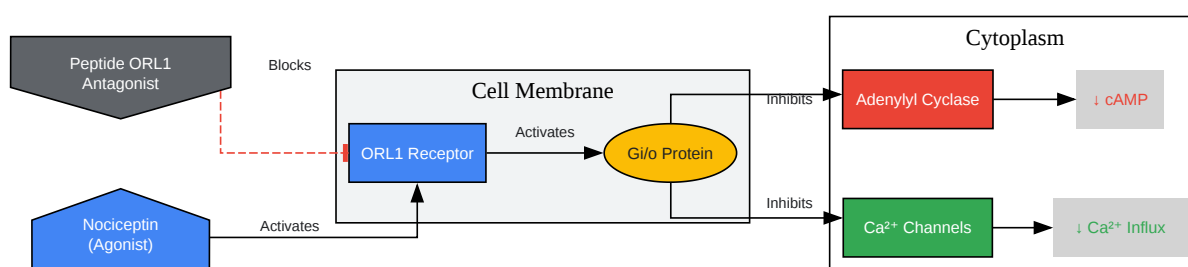 Peptide ORL1
Antagonist
Blocks
Nociceptin
(Agonist)
Activates
Cell Membrane
ORL1 Receptor
Activates
Gi/o Protein
Inhibits
Inhibits
Cytoplasm
Adenylyl Cyclase
↓ cAMP
Ca²⁺ Channels
↓ Ca²⁺ Influx